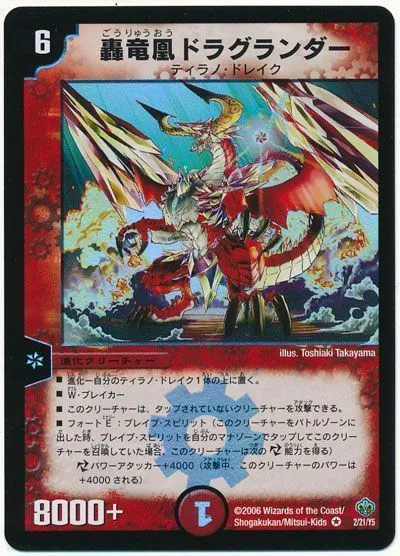 6
ごうりゅうおう
轟竜凰ドラグランダー
ティラノ・ドレイク
illus. Toshiaki Takayama
進化クリーチャー
■ 進化ー自分のティラノ・ドレイク1体の上に置く。
■ W・ブレイカー
■ このクリーチャーは、タップされていないクリーチャーを攻撃できる。
■ フォートE：ブレイブ・スピリット（このクリーチャーをバトルゾーンに
出した時、ブレイブ・スピリットを自分のマナゾーンでタップしてこのクリー
チャーを召喚していた場合、このクリーチャーは次の能力を得る）
パワーアタッカー+4000（攻撃中、このクリーチャーのパワーは
+4000 される）
8000+
1
©2006 Wizards of the Coast/
Shogakukan/Mitsui-Kids
2/21/Y5